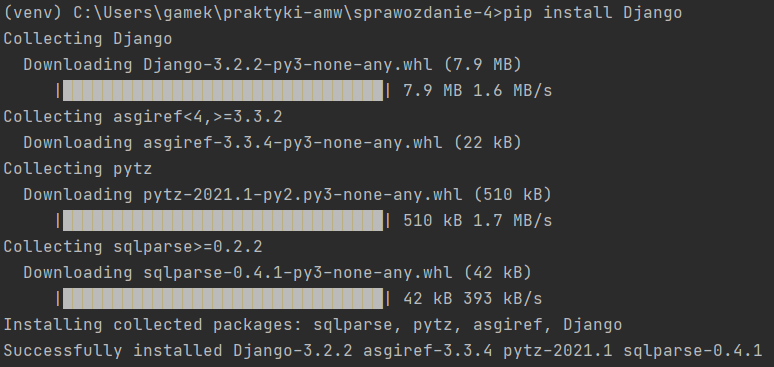 (venv) C:\Users\gamek\praktyki-amw\sprawozdanie-4>pip install Django
Collecting Django
  Downloading Django-3.2.2-py3-none-any.whl (7.9 MB)
     |████████████████████████████████| 7.9 MB 1.6 MB/s
Collecting asgiref<4,>=3.3.2
  Downloading asgiref-3.3.4-py3-none-any.whl (22 kB)
Collecting pytz
  Downloading pytz-2021.1-py2.py3-none-any.whl (510 kB)
     |████████████████████████████████| 510 kB 1.7 MB/s
Collecting sqlparse>=0.2.2
  Downloading sqlparse-0.4.1-py3-none-any.whl (42 kB)
     |████████████████████████████████| 42 kB 393 kB/s
Installing collected packages: sqlparse, pytz, asgiref, Django
Successfully installed Django-3.2.2 asgiref-3.3.4 pytz-2021.1 sqlparse-0.4.1